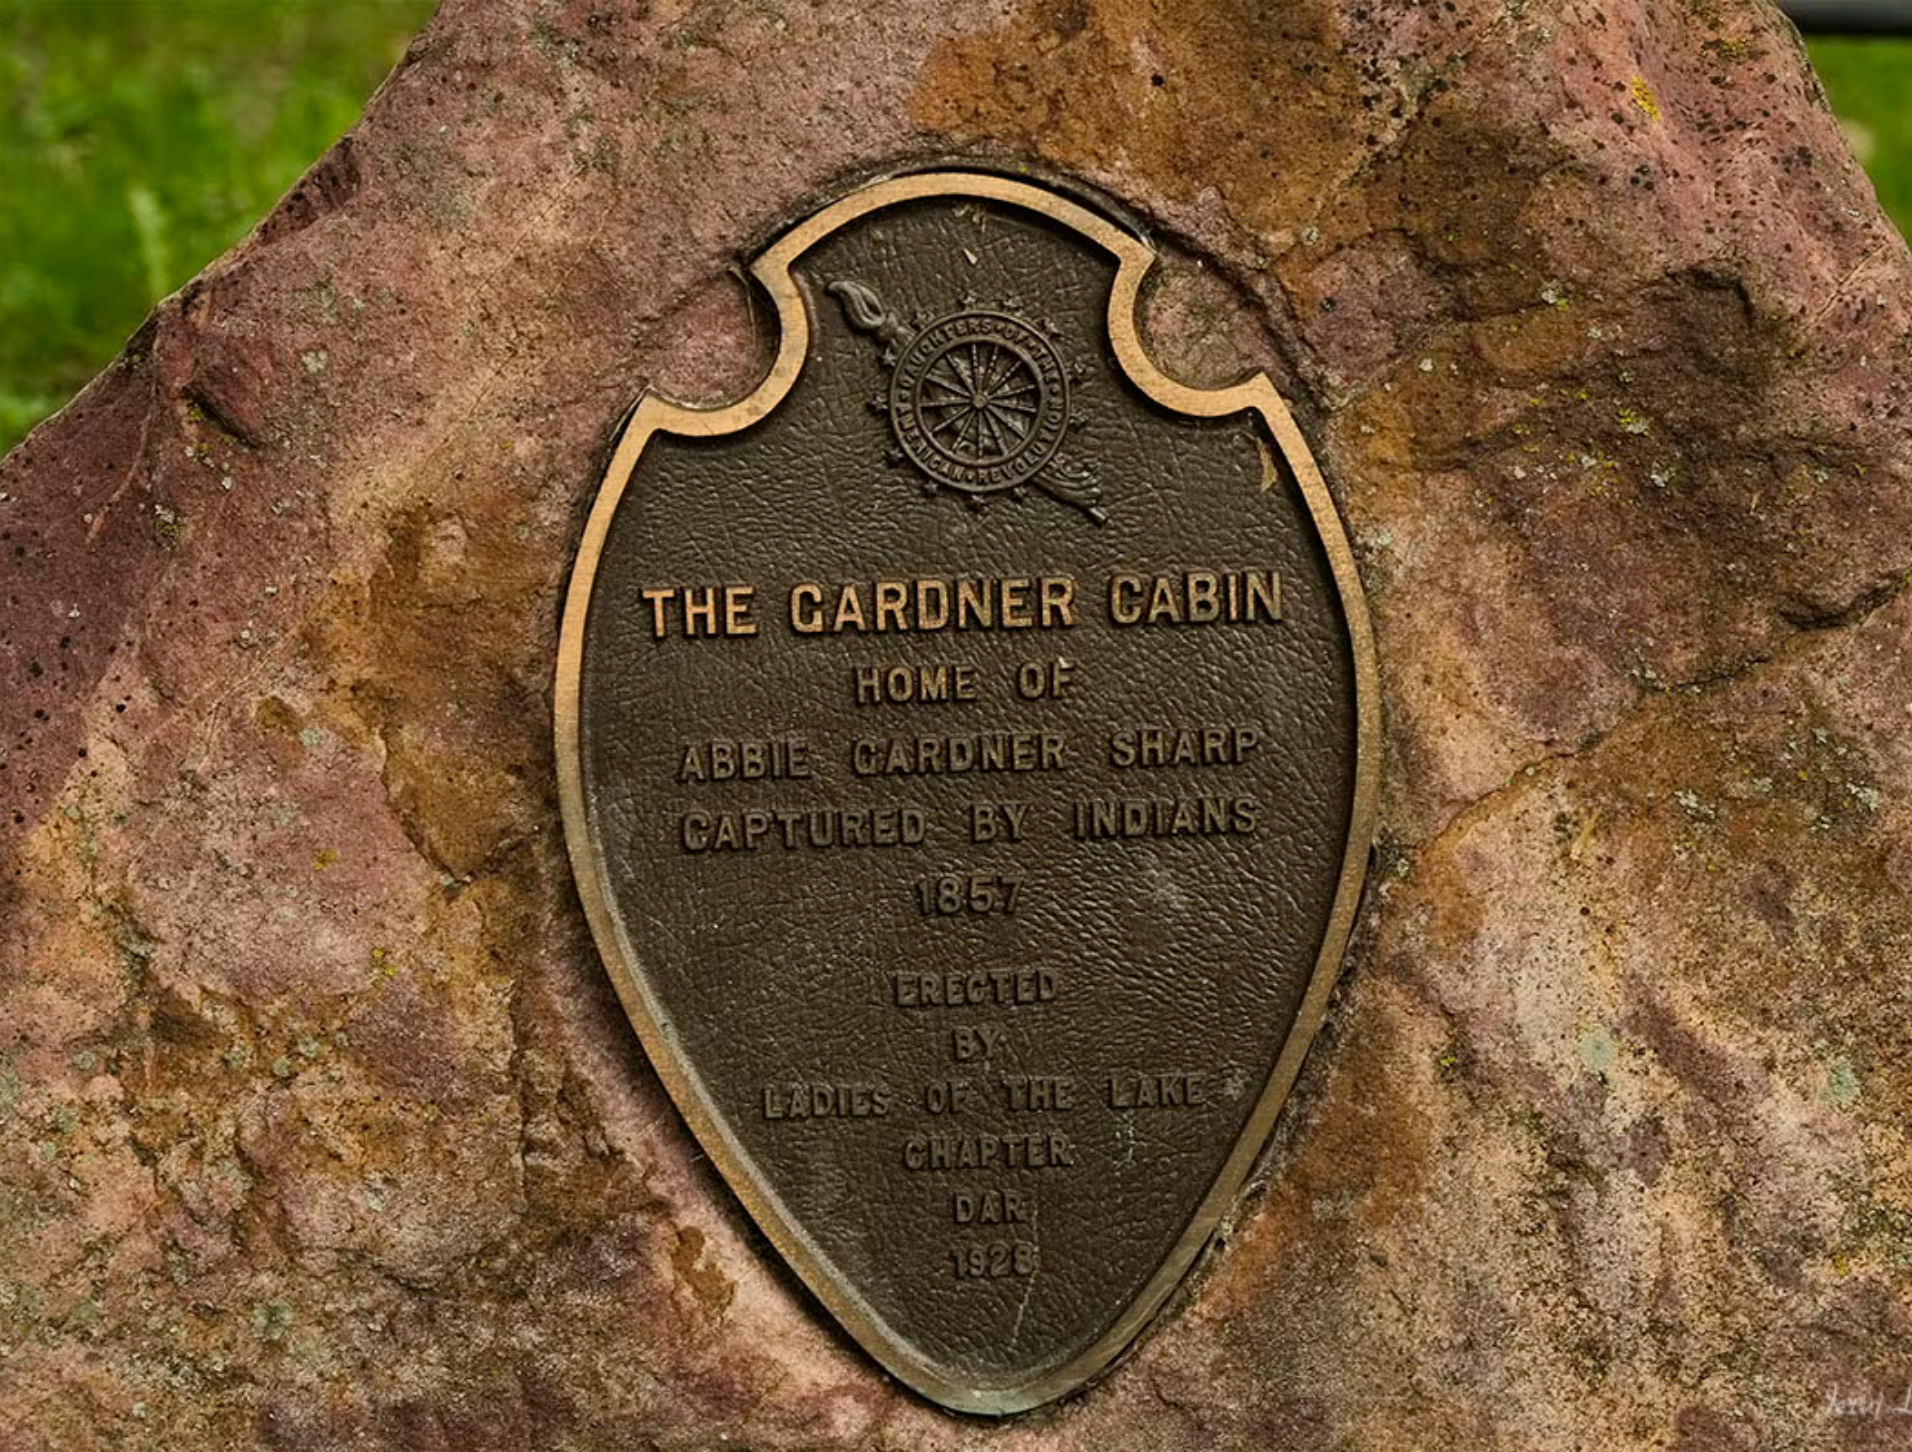 DAUGHTERS·OF·THE·AMERICAN·REVOLUTION
THE GARDNER CABIN
HOME OF
ABBIE GARDNER SHARP
CAPTURED BY INDIANS
1857
ERECTED
BY
LADIES OF THE LAKE
CHAPTER
DAR
1928